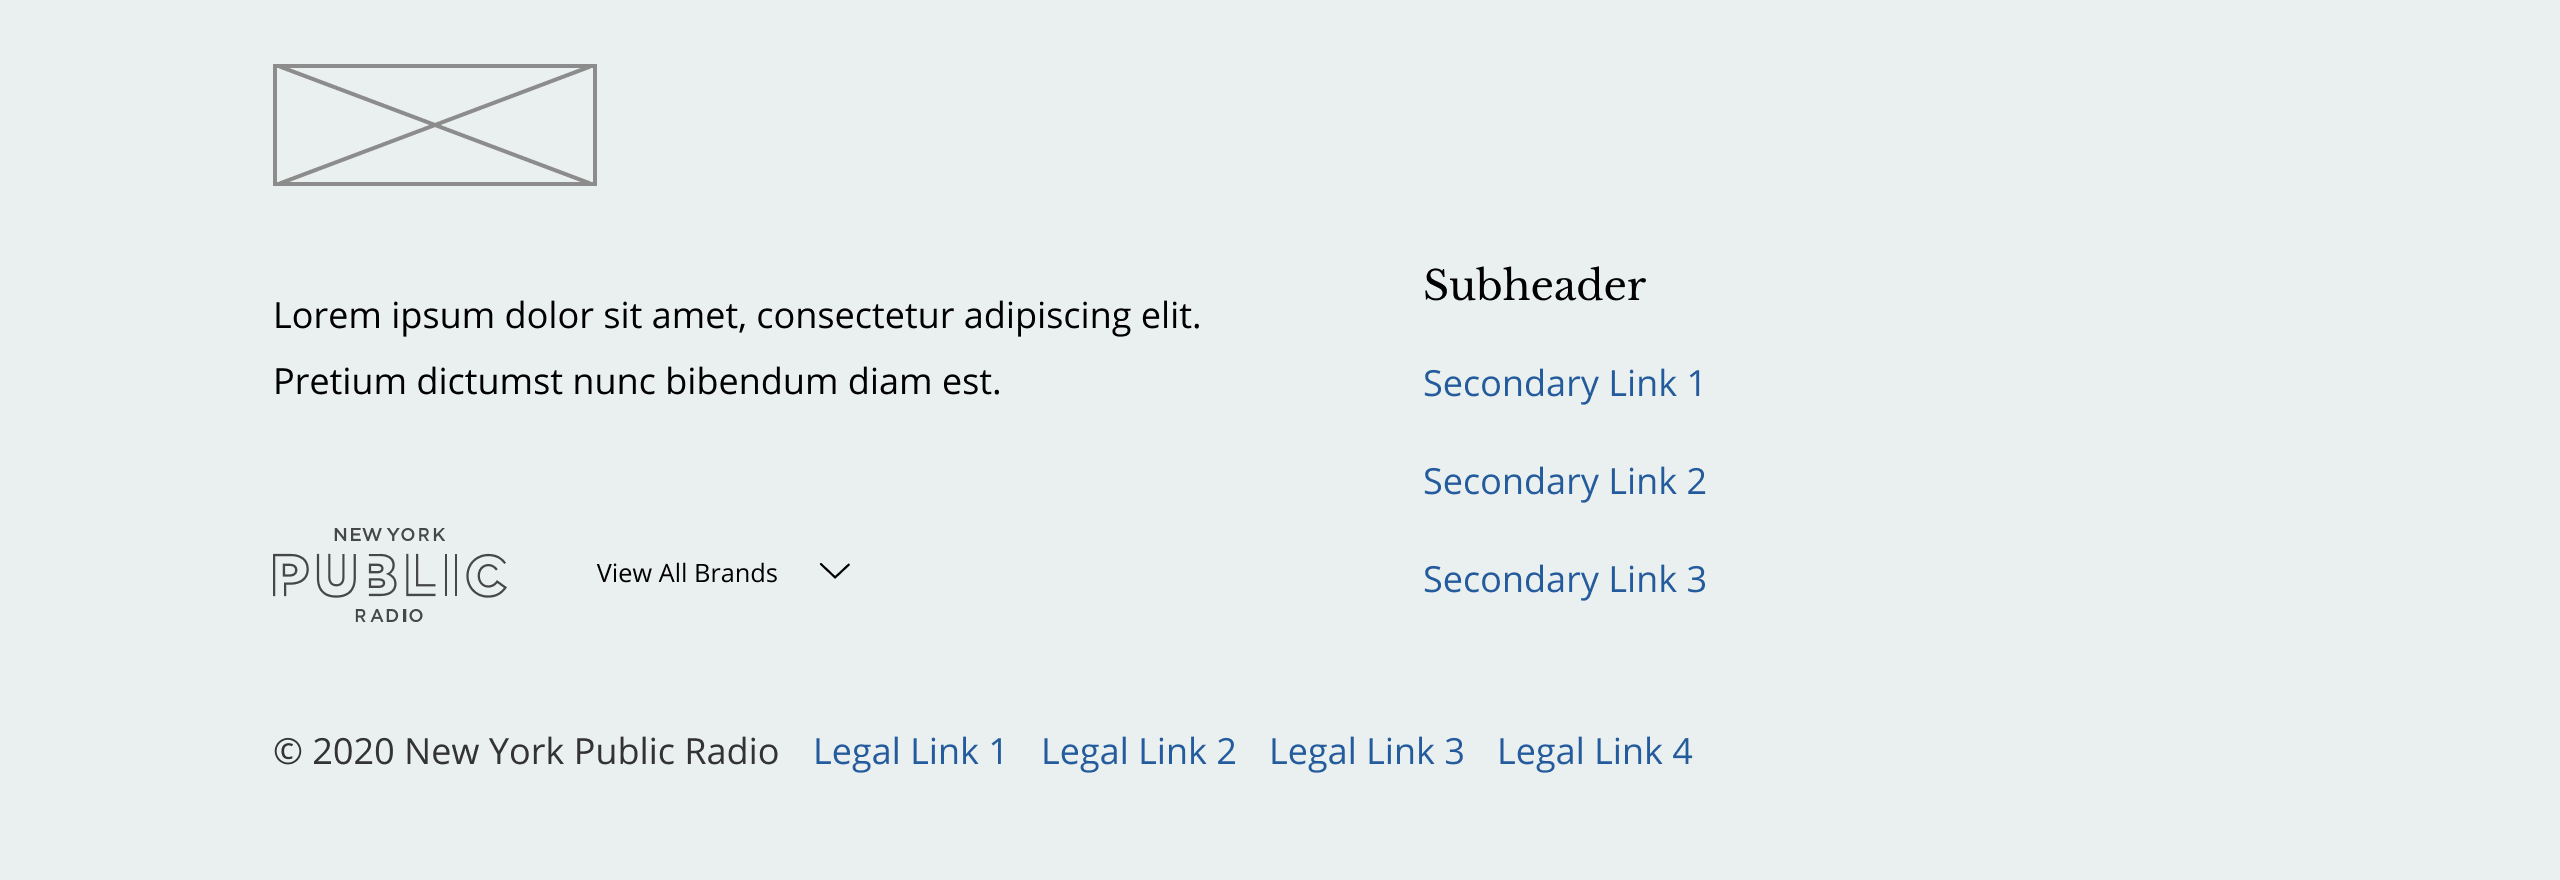 Lorem ipsum dolor sit amet, consectetur adipiscing elit.
Pretium dictumst nunc bibendum diam est.
NEW YORK
PUBLIC
RADIO
View All Brands
Subheader
Secondary Link 1
Secondary Link 2
Secondary Link 3
© 2020 New York Public Radio Legal Link 1 Legal Link 2 Legal Link 3 Legal Link 4